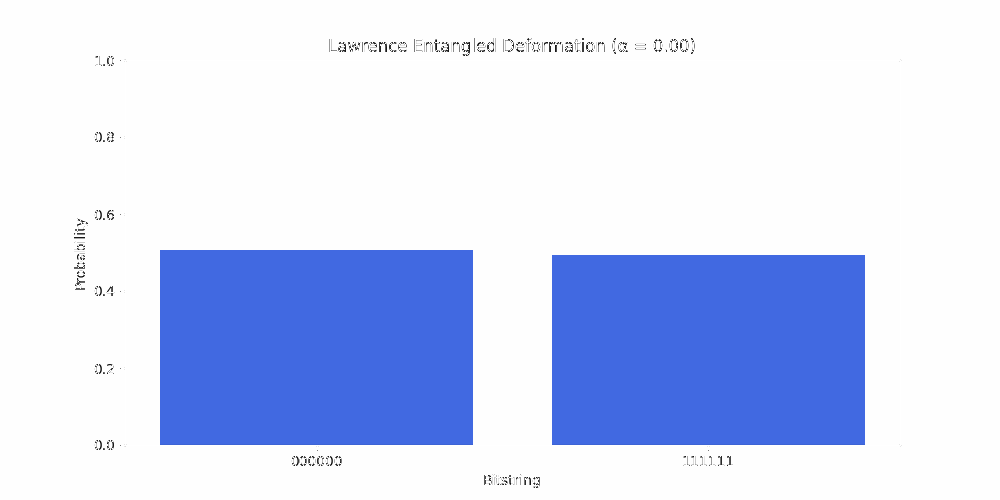 Lawrence Entangled Deformation (α = 0.00)
1.0
0.8
0.6
0.4
0.2
0.0
Probability
000000
111111
Bitstring